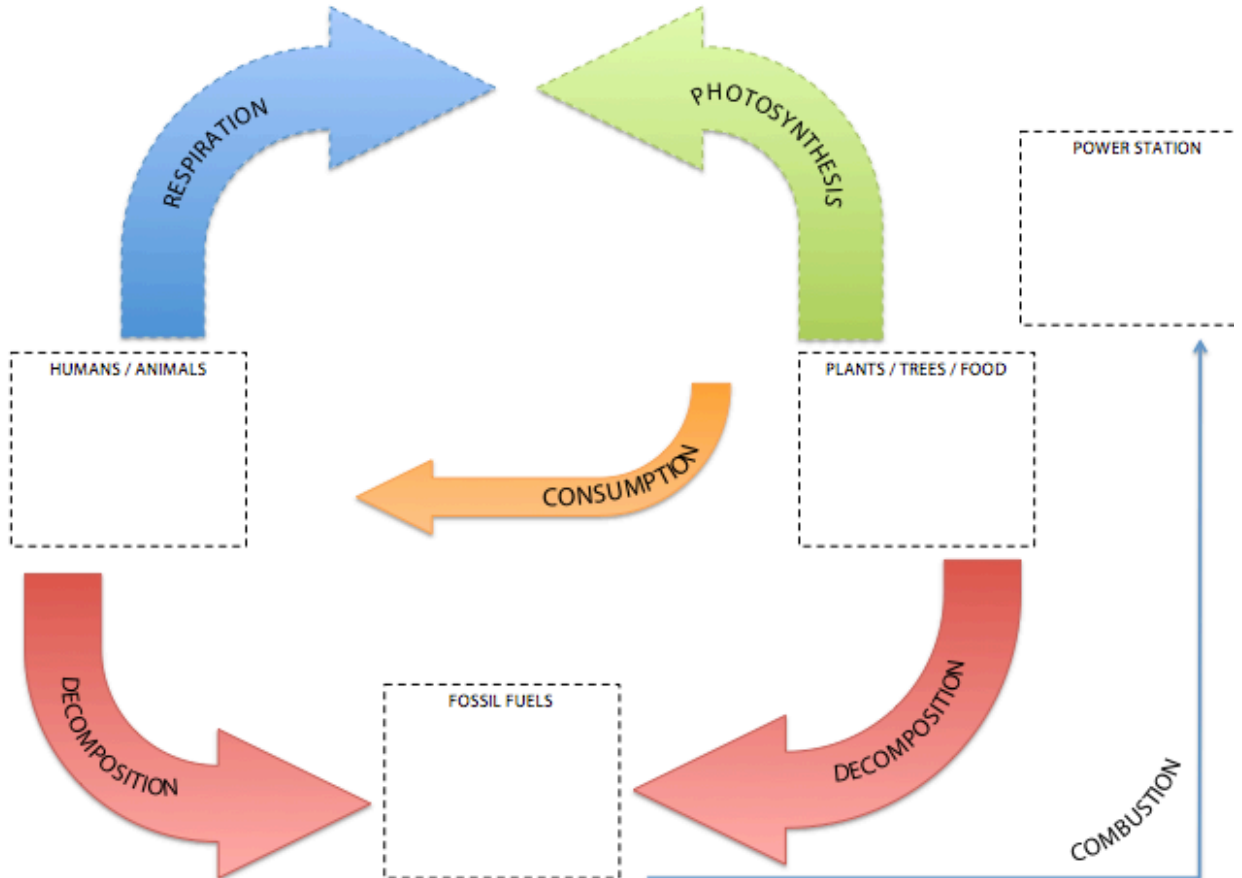 RESPIRATION
PHOTOSYNTHESIS
POWER STATION
HUMANS / ANIMALS
PLANTS / TREES / FOOD
CONSUMPTION
DECOMPOSITION
FOSSIL FUELS
DECOMPOSITION
COMBUSTION